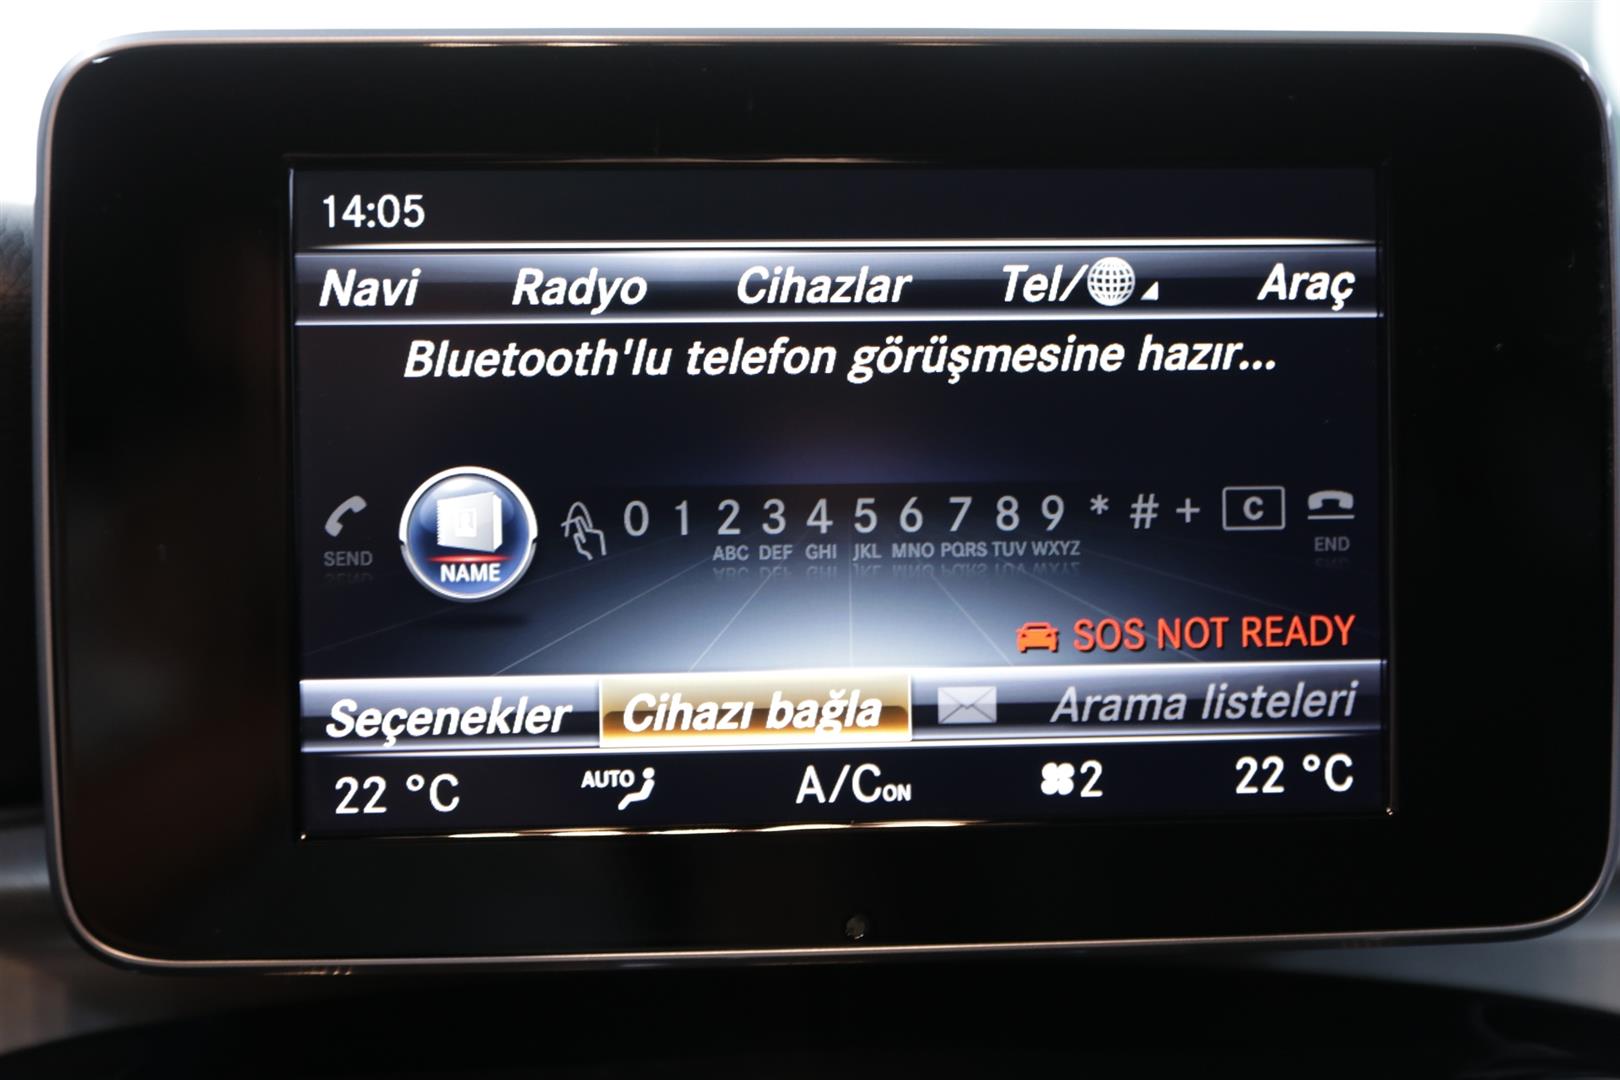 14:05
Navi Radyo Cihazlar Tel/ Araç
Bluetooth'lu telefon görüşmesine hazır...
0 1 2 3 4 5 6 7 8 9 * # + C
SEND NAME ABC DEF GHI JKL MNO PQRS TUV WXYZ END
SOS NOT READY
Seçenekler Cihazı bağla Arama listeleri
22 °C AUTO A/C ON 2 22 °C